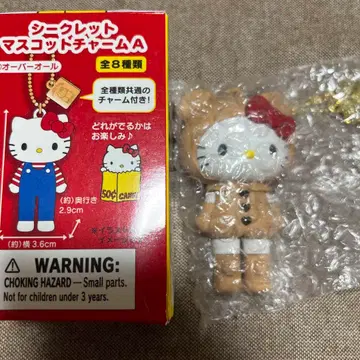 シークレット
マスコットチャームA
①オーバーオール
全8種類
全種類共通の
チャーム付き!
どれがでるかは
お楽しみ♪
50¢
CANDY
(約)奥行き
2.9cm
(約)横3.6cm
WARNING:
CHOKING HAZARD — Small parts.
Not for children under 3 years.